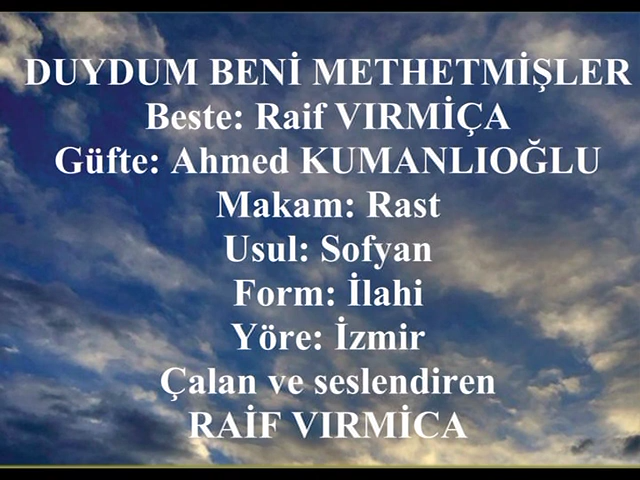 DUYDUM BENİ METHETMİŞLER
Beste: Raif VIRMİÇA
Güfte: Ahmed KUMANLIOĞLU
Makam: Rast
Usul: Sofyan
Form: İlahi
Yöre: İzmir
Çalan ve seslendiren
RAİF VIRMİCA